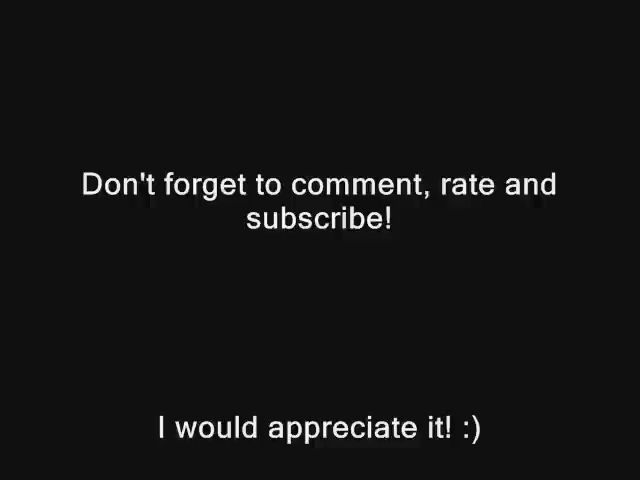 Don't forget to comment, rate and
subscribe!
I would appreciate it! :)